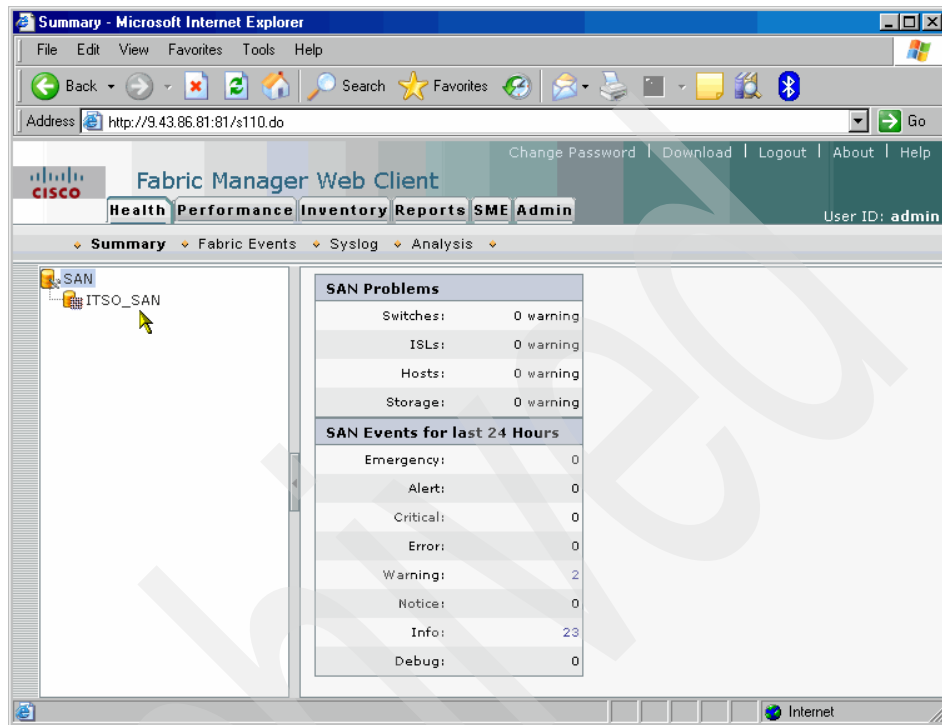 Summary - Microsoft Internet Explorer
File Edit View Favorites Tools Help
Back Search Favorites
Address http://9.43.86.81:81/s110.do Go
Change Password | Download | Logout | About | Help
CISCO Fabric Manager Web Client
Health Performance Inventory Reports SME Admin
User ID: admin
Summary Fabric Events Syslog Analysis
SAN
ITSO_SAN
SAN Problems
Switches: 0 warning
ISLs: 0 warning
Hosts: 0 warning
Storage: 0 warning
SAN Events for last 24 Hours
Emergency: 0
Alert: 0
Critical: 0
Error: 0
Warning: 2
Notice: 0
Info: 23
Debug: 0
Internet